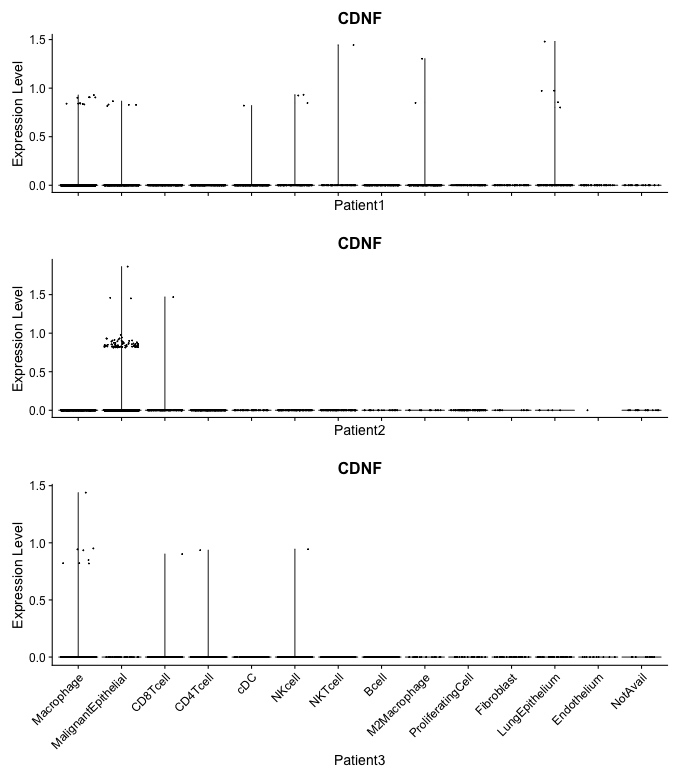 CDNF
Expression Level
1.5
1.0
0.5
0.0
Patient1
CDNF
Expression Level
1.5
1.0
0.5
0.0
Patient2
CDNF
Expression Level
1.5
1.0
0.5
0.0
Macrophage
MalignantEpithelial
CD8Tcell
CD4Tcell
cDC
NKcell
NKTcell
Bcell
M2Macrophage
ProliferatingCell
Fibroblast
LungEpithelium
Endothelium
NotAvail
Patient3